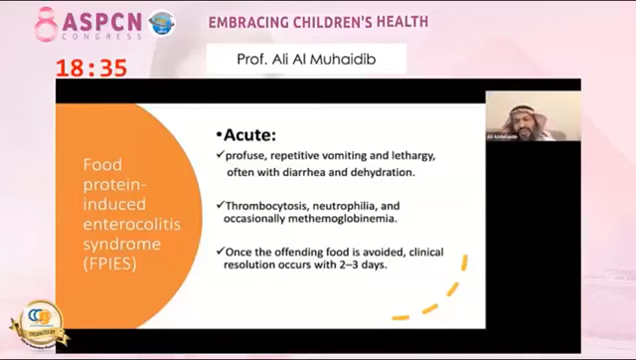 ASPCN
CONGRESS
EMBRACING CHILDREN'S HEALTH
18:35
Prof. Ali Al Muhaidib
Food
protein-
induced
enterocolitis
syndrome
(FPIES)
•Acute:
✓profuse, repetitive vomiting and lethargy,
often with diarrhea and dehydration.
✓Thrombocytosis, neutrophilia, and
occasionally methemoglobinemia.
✓Once the offending food is avoided, clinical
resolution occurs with 2–3 days.